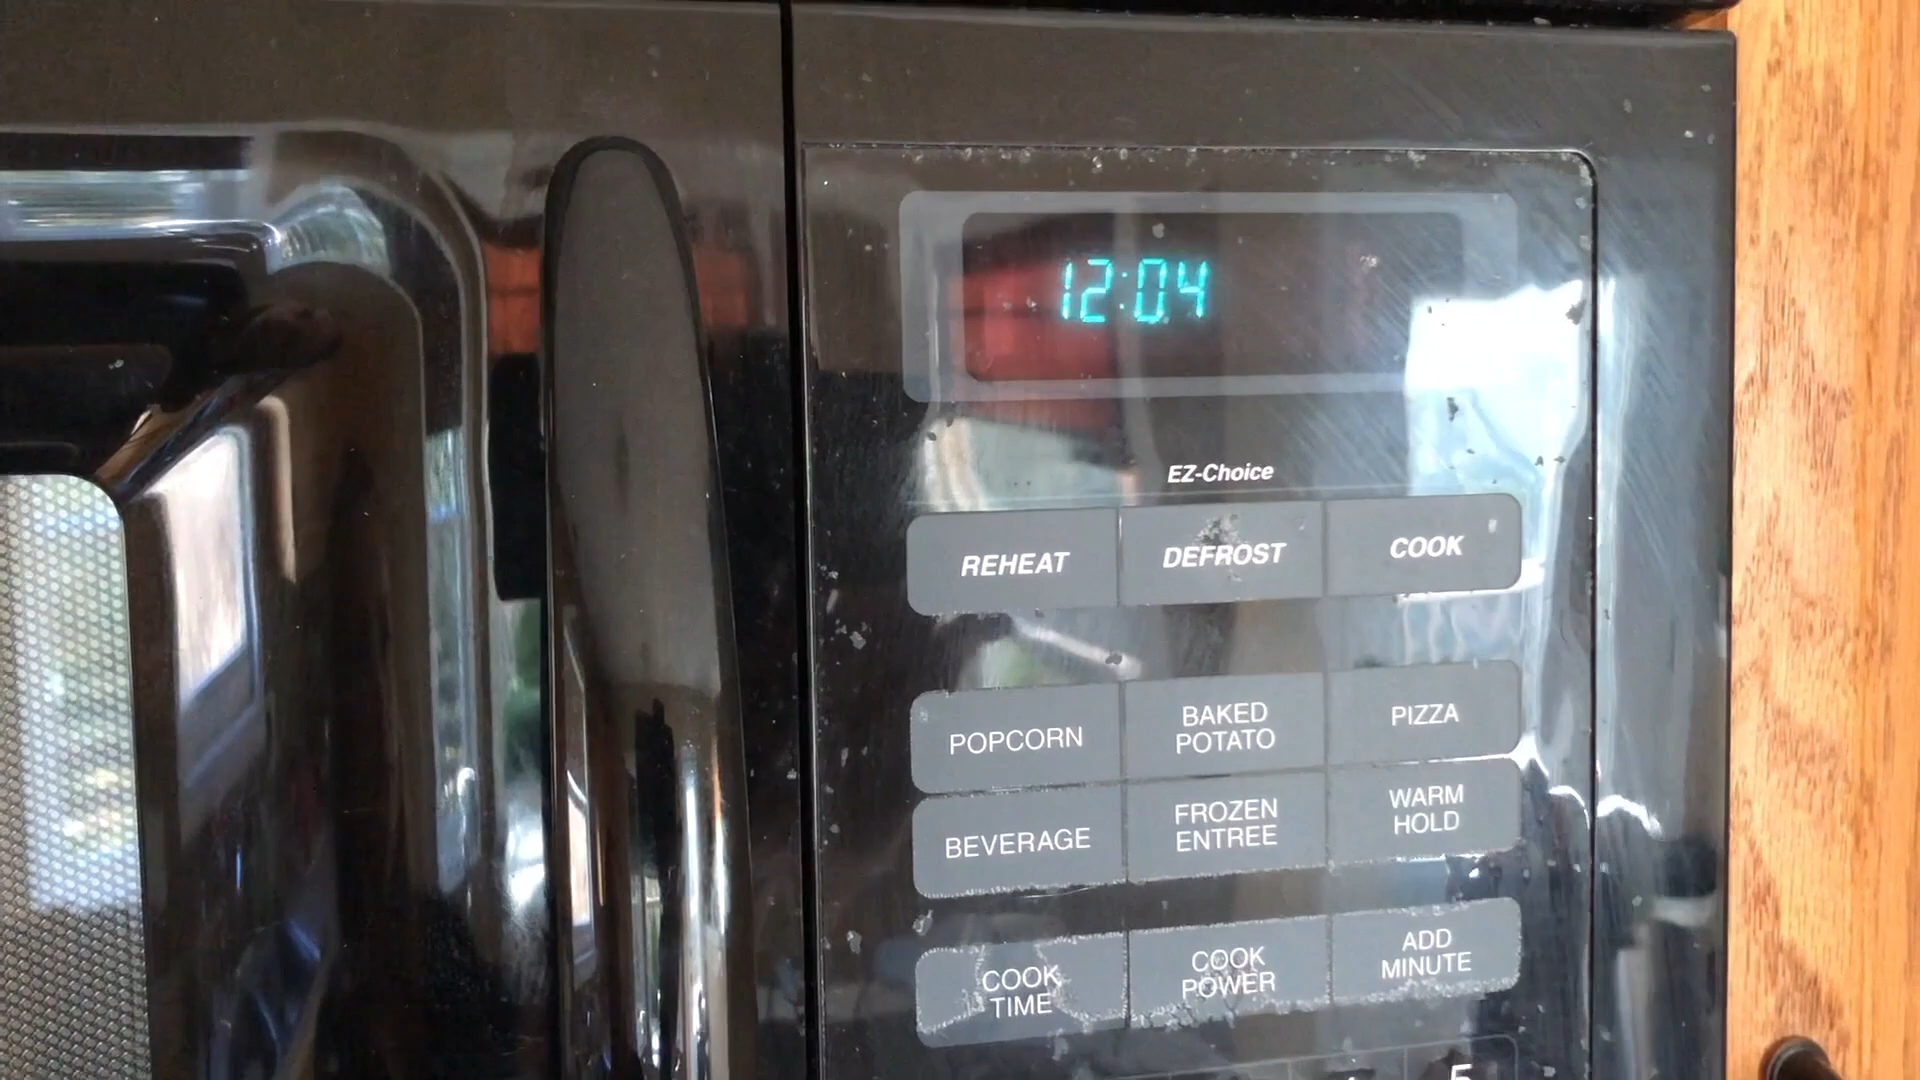 12:04
EZ-Choice
REHEAT
DEFROST
COOK
POPCORN
BAKED
POTATO
PIZZA
BEVERAGE
FROZEN
ENTREE
WARM
HOLD
COOK
TIME
COOK
POWER
ADD
MINUTE
5